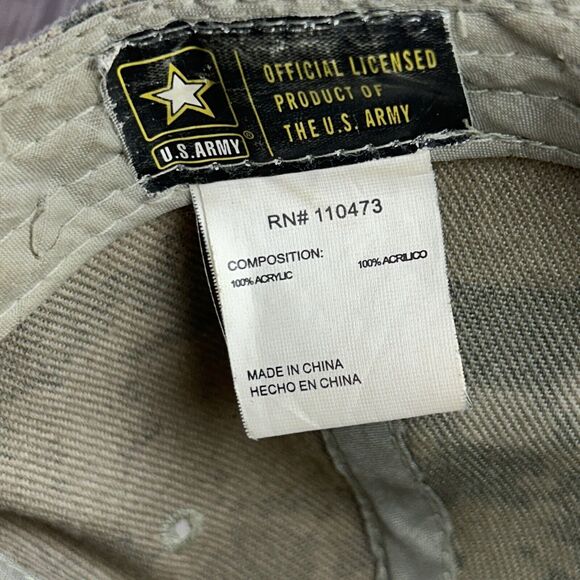 U.S.ARMY®
OFFICIAL LICENSED
PRODUCT OF
THE U.S. ARMY
RN# 110473
COMPOSITION:
100% ACRYLIC 100% ACRILICO
MADE IN CHINA
HECHO EN CHINA